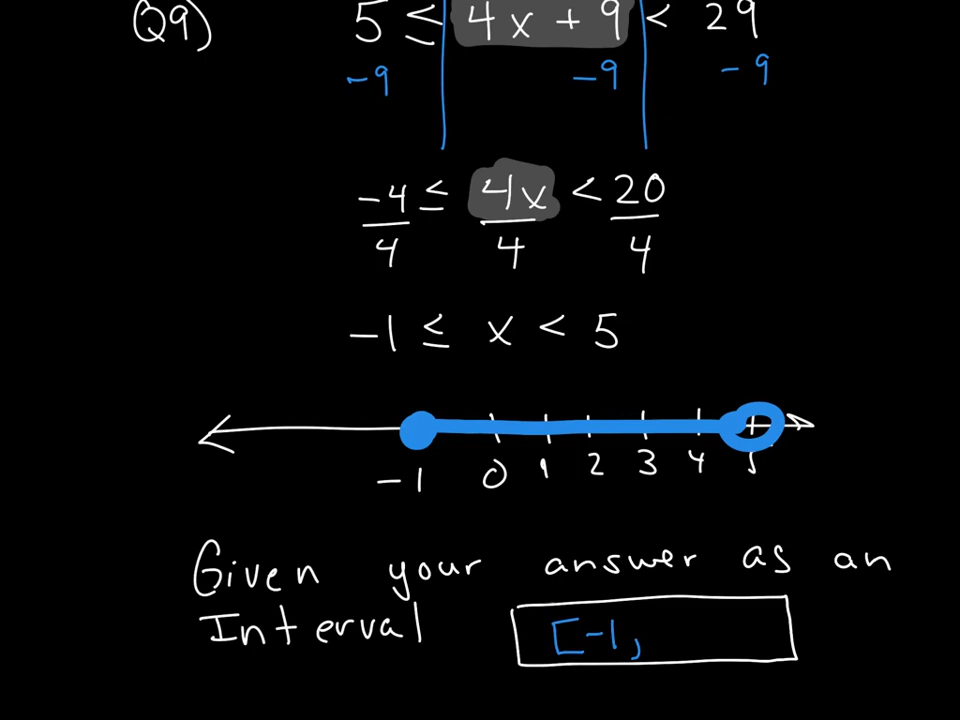 Q9) 5 ≤ 4x + 9 < 29
-9 -9 -9
-4 ≤ 4x < 20
4 4 4
-1 ≤ x < 5
-1 0 1 2 3 4 5
Given your answer as an
Interval [-1,